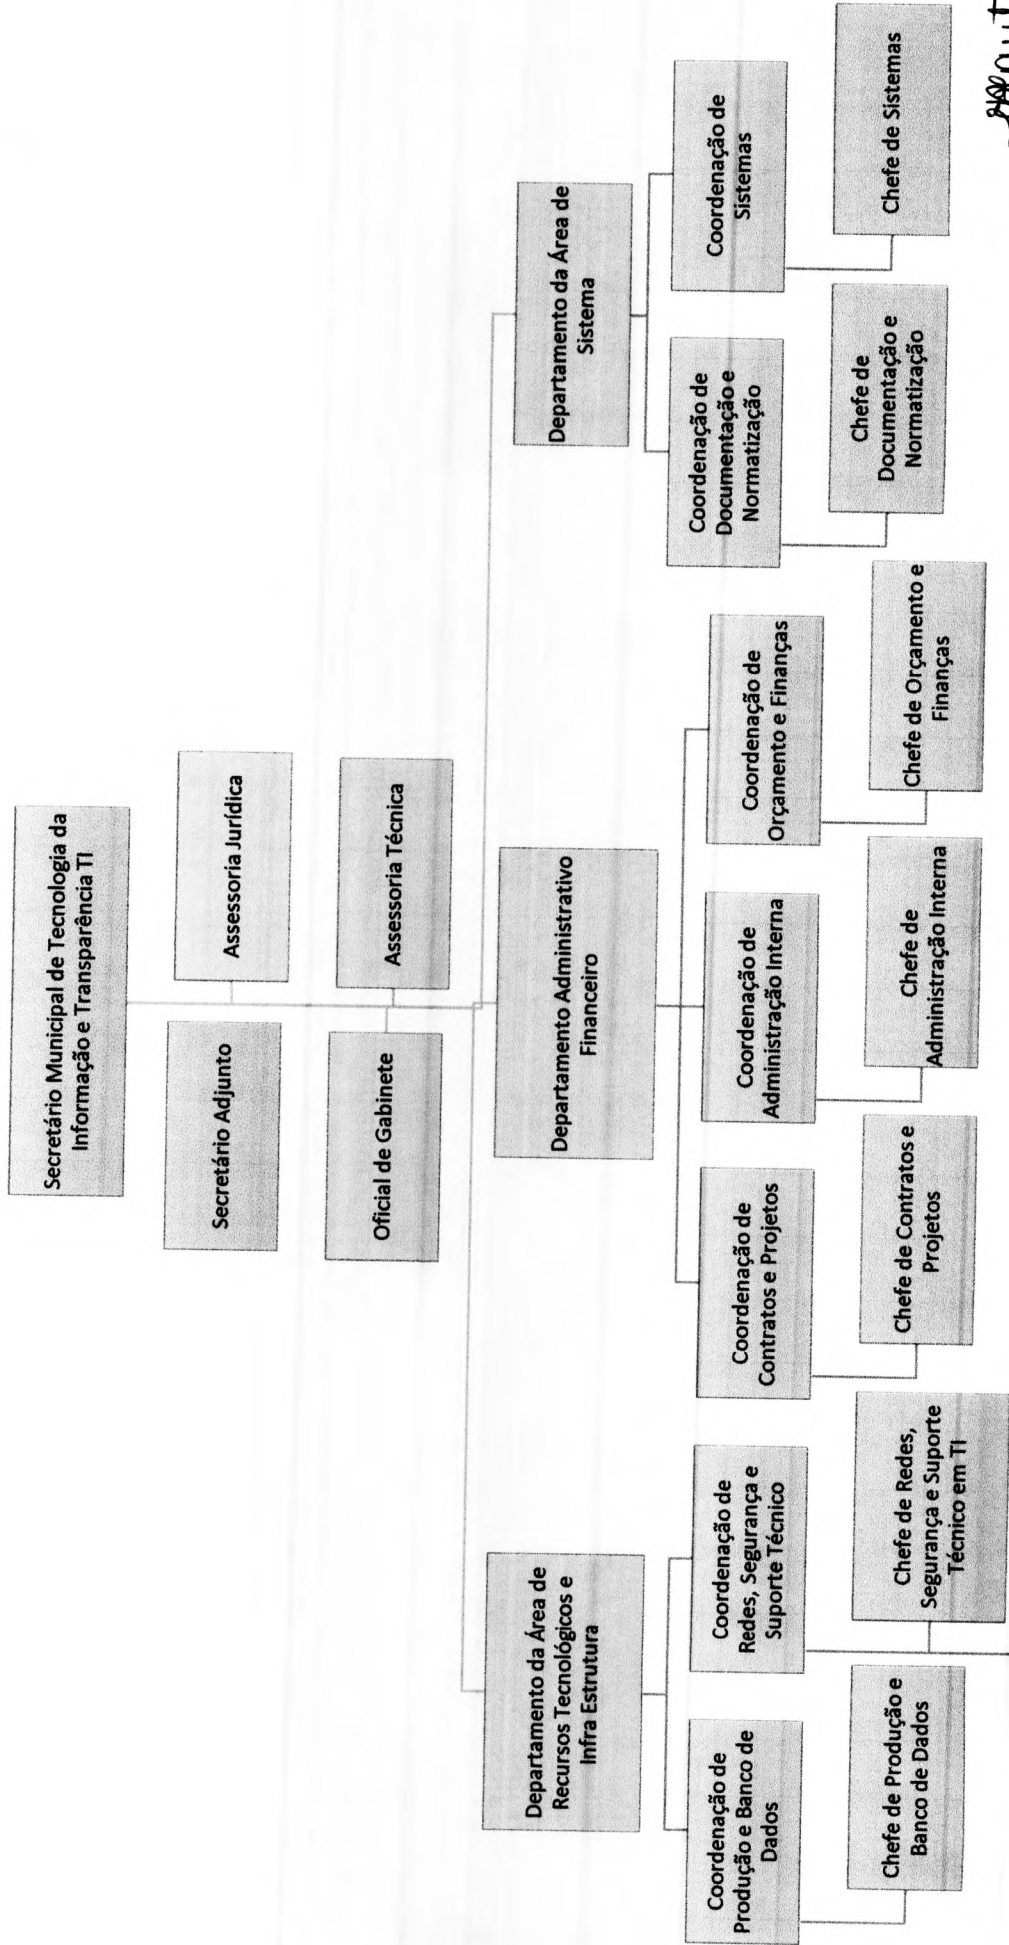 Secretário Municipal de Tecnologia da
Informação e Transparência TI
Secretário Adjunto
Assessoria Jurídica
Oficial de Gabinete
Assessoria Técnica
Departamento da Área de
Recursos Tecnológicos e
Infra Estrutura
Departamento Administrativo
Financeiro
Departamento da Área de
Sistema
Coordenação de
Produção e Banco de
Dados
Coordenação de
Redes, Segurança e
Suporte Técnico
Coordenação de
Contratos e Projetos
Coordenação de
Administração Interna
Coordenação de
Orçamento e Finanças
Coordenação de
Documentação e
Normatização
Coordenação de
Sistemas
Chefe de Produção e
Banco de Dados
Chefe de Redes,
Segurança e Suporte
Técnico em TI
Chefe de Contratos e
Projetos
Chefe de
Administração Interna
Chefe de Orçamento e
Finanças
Chefe de
Documentação e
Normatização
Chefe de Sistemas